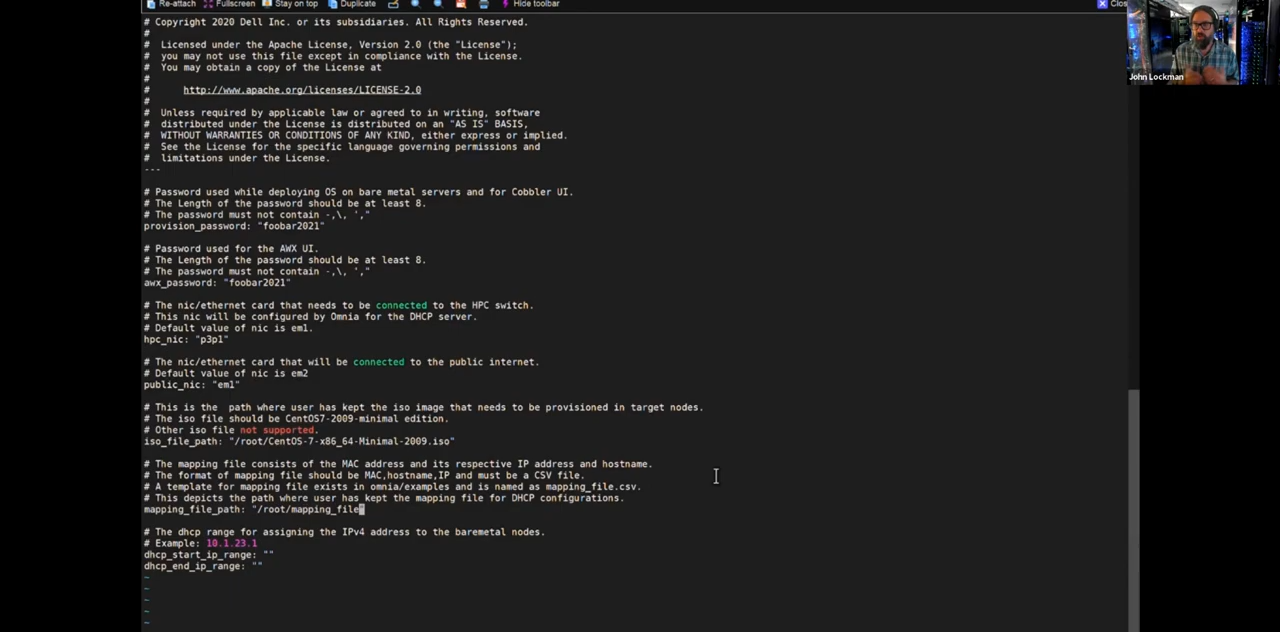 Re-attach Fullscreen Stay on top Duplicate Hide toolbar Clos
# Copyright 2020 Dell Inc. or its subsidiaries. All Rights Reserved.
#
#  Licensed under the Apache License, Version 2.0 (the "License");
#  you may not use this file except in compliance with the License.
#  You may obtain a copy of the License at
#
#      http://www.apache.org/licenses/LICENSE-2.0
#
#  Unless required by applicable law or agreed to in writing, software
#  distributed under the License is distributed on an "AS IS" BASIS,
#  WITHOUT WARRANTIES OR CONDITIONS OF ANY KIND, either express or implied.
#  See the License for the specific language governing permissions and
#  limitations under the License.
---
# Password used while deploying OS on bare metal servers and for Cobbler UI.
# The Length of the password should be at least 8.
# The password must not contain -,\, ',"
provision_password: "foobar2021"
# Password used for the AWX UI.
# The Length of the password should be at least 8.
# The password must not contain -,\, ',"
awx_password: "foobar2021"
# The nic/ethernet card that needs to be connected to the HPC switch.
# This nic will be configured by Omnia for the DHCP server.
# Default value of nic is em1.
hpc_nic: "p3p1"
# The nic/ethernet card that will be connected to the public internet.
# Default value of nic is em2
public_nic: "em1"
# This is the  path where user has kept the iso image that needs to be provisioned in target nodes.
# The iso file should be CentOS7-2009-minimal edition.
# Other iso file not supported.
iso_file_path: "/root/CentOS-7-x86_64-Minimal-2009.iso"
# The mapping file consists of the MAC address and its respective IP address and hostname.
# The format of mapping file should be MAC,hostname,IP and must be a CSV file.
# A template for mapping file exists in omnia/examples and is named as mapping_file.csv.
# This depicts the path where user has kept the mapping file for DHCP configurations.
mapping_file_path: "/root/mapping_file"
# The dhcp range for assigning the IPv4 address to the baremetal nodes.
# Example: 10.1.23.1
dhcp_start_ip_range: ""
dhcp_end_ip_range: ""
~
~
~
~
~
John Lockman